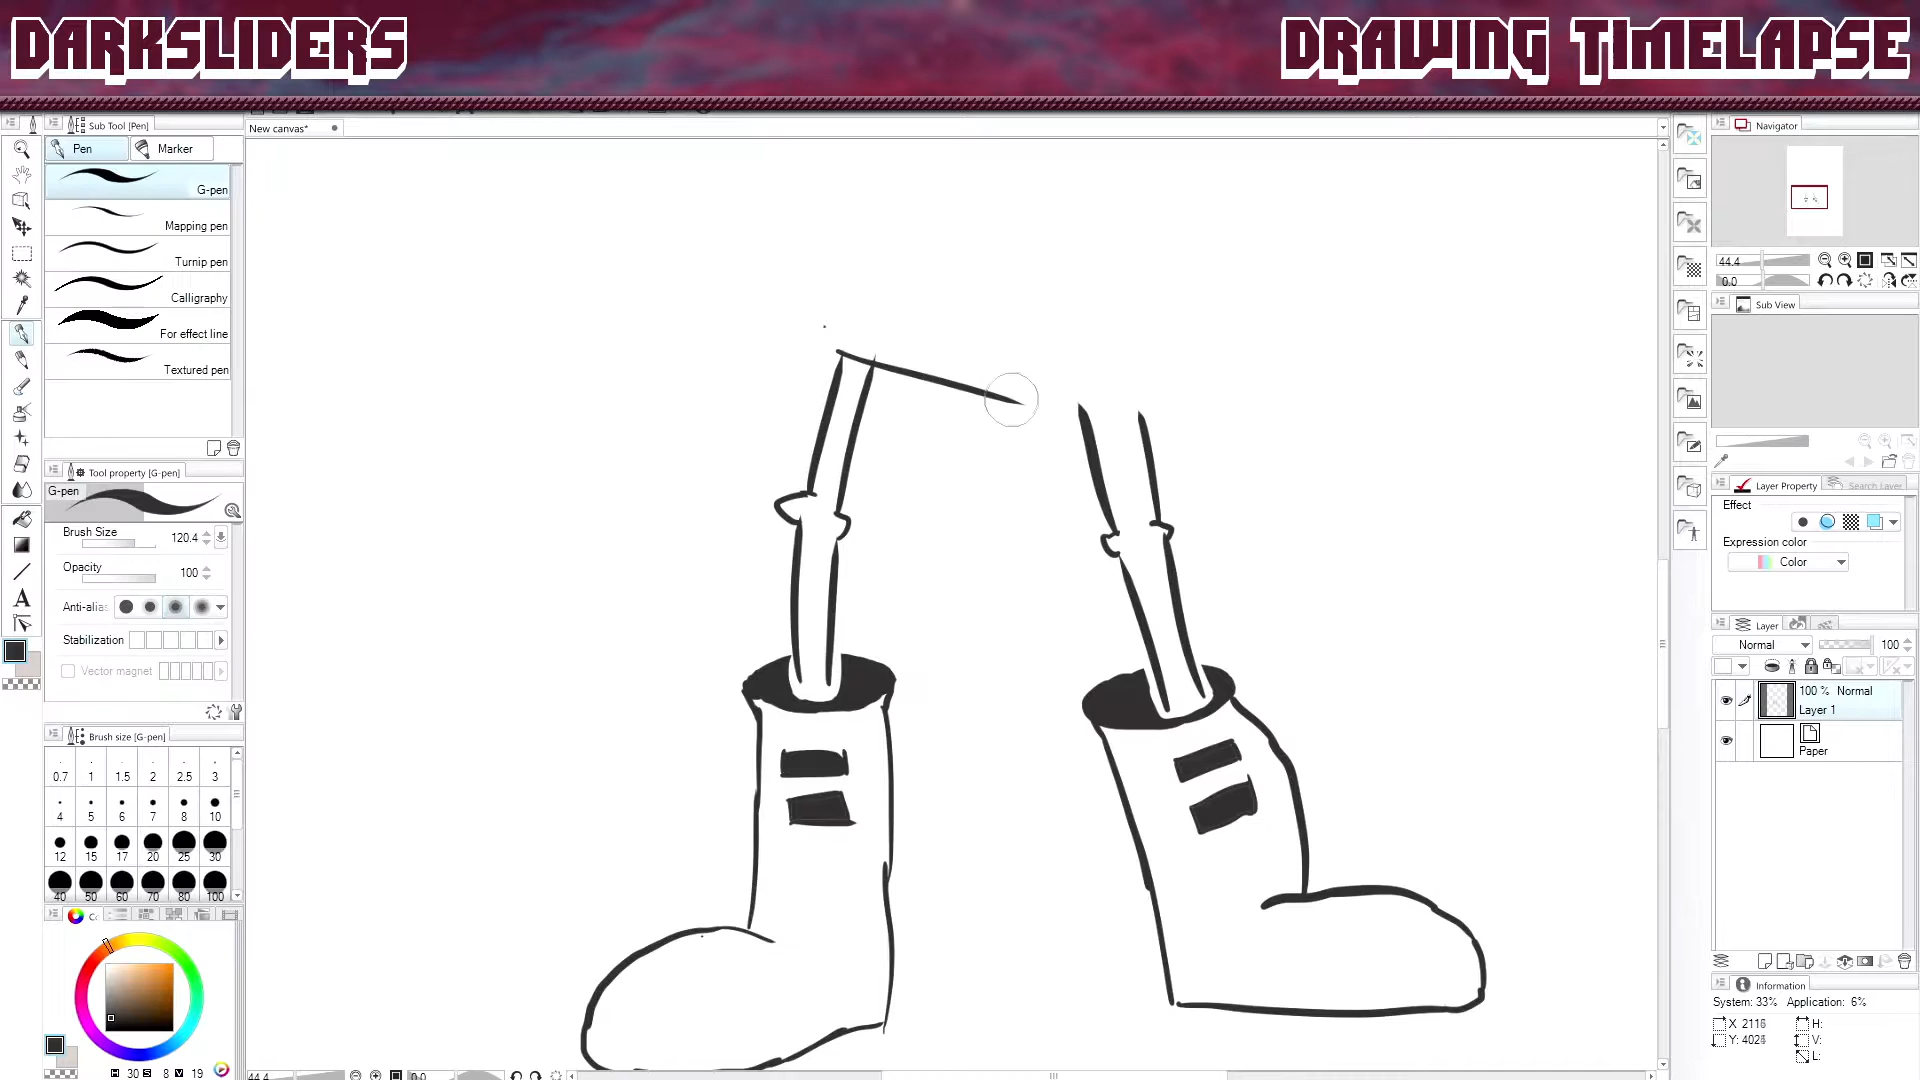 DARKSLIDERS
DRAWING TIMELAPSE
Sub Tool [Pen]
Pen
Marker
G-pen
Mapping pen
Turnip pen
Calligraphy
For effect line
Textured pen
Tool property [G-pen]
G-pen
Brush Size
120.4
Opacity
100
Anti-alias
Stabilization
Vector magnet
Brush size [G-pen]
0.7 1 1.5 2 2.5 3
4 5 6 7 8 10
12 15 17 20 25 30
40 50 60 70 80 100
H 30 S 8 V 19
New canvas*
44.4
0.0
Navigator
44.4
0.0
Sub View
Layer Property
Search Layer
Effect
Expression color
Color
Layer
Normal
100
100 % Normal
Layer 1
Paper
Information
System: 33% Application: 6%
X 2116 H:
Y: 4024 V:
L: